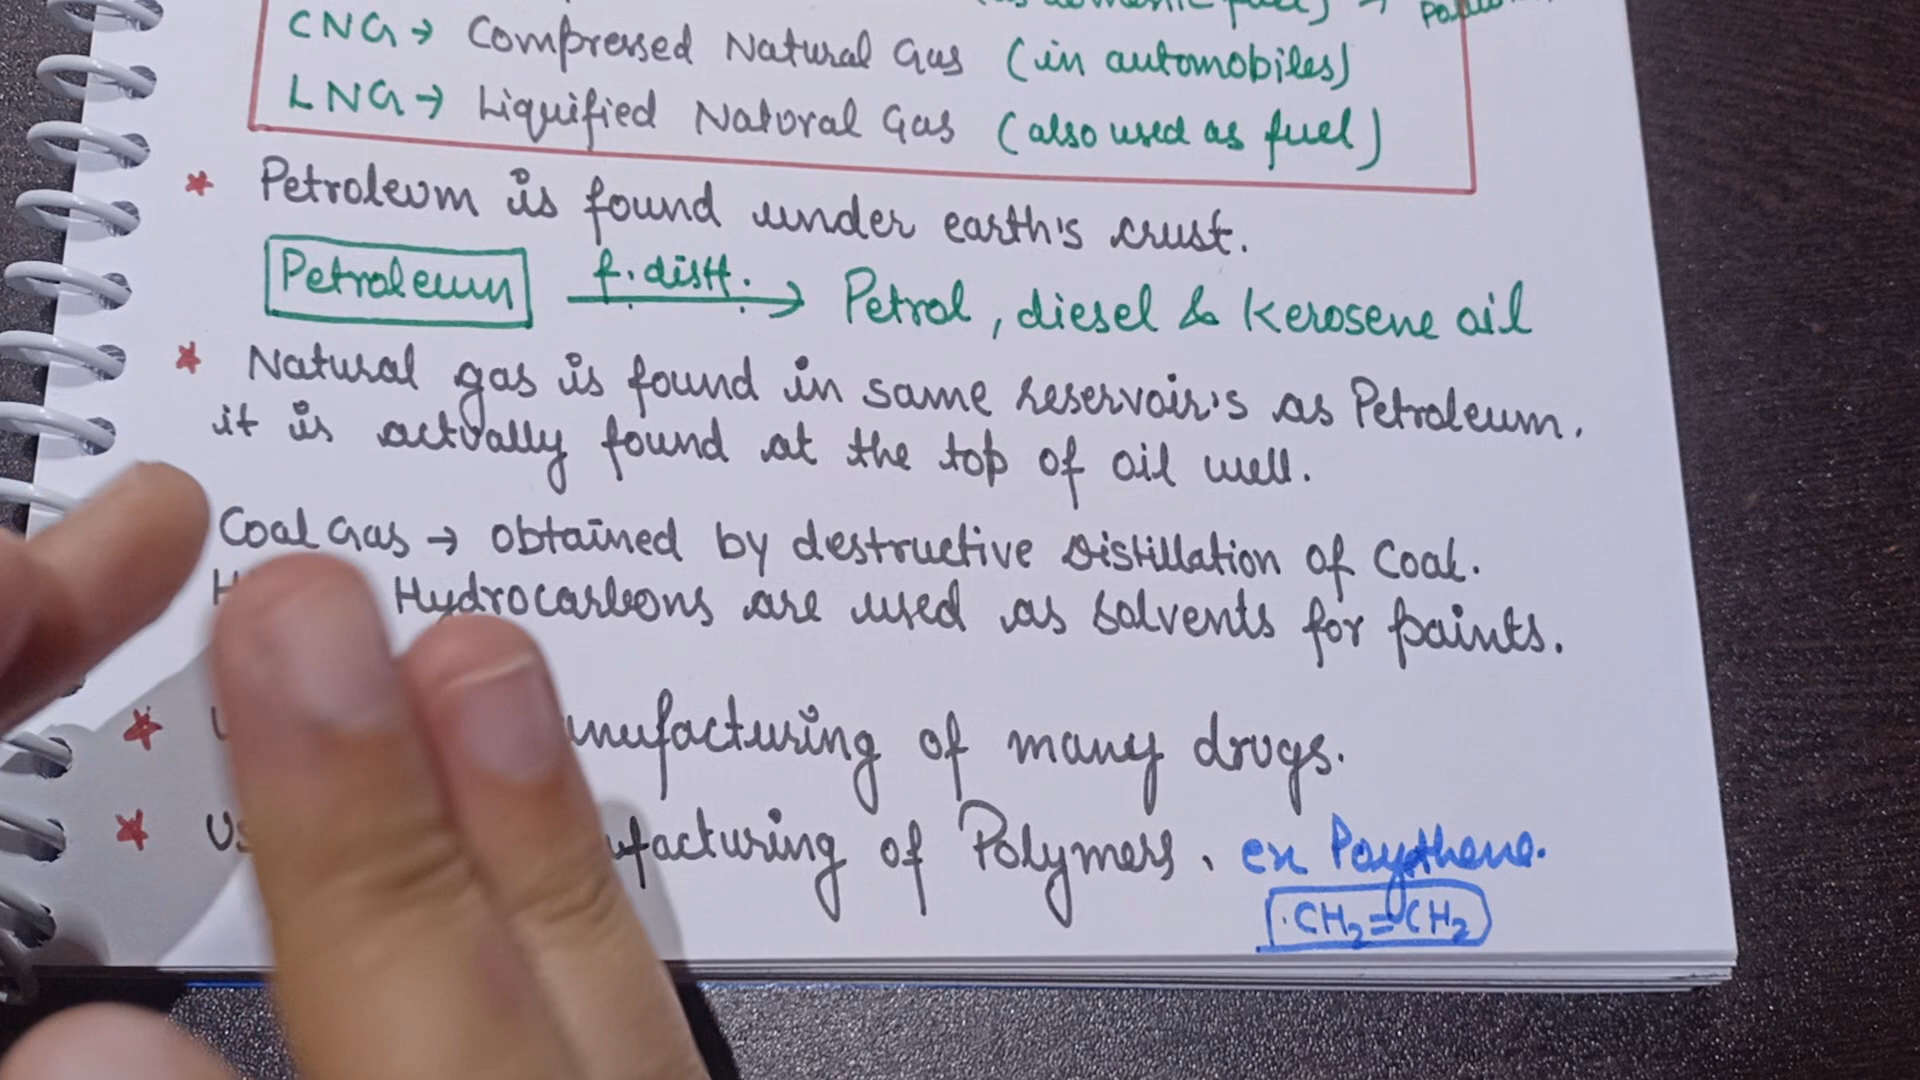 CNG → Compressed Natural Gas (in automobiles)
LNG → Liquified Natural Gas (also used as fuel)
* Petroleum is found under earth's crust.
Petroleum f. distt. → Petrol, diesel & Kerosene oil
* Natural gas is found in same reservoir's as Petroleum.
it is actually found at the top of oil well.
Coal Gas → obtained by destructive Distillation of Coal.
Hydrocarbons are used as solvents for paints.
* of many drugs.
* of Polymers. ex
CH₂=CH₂